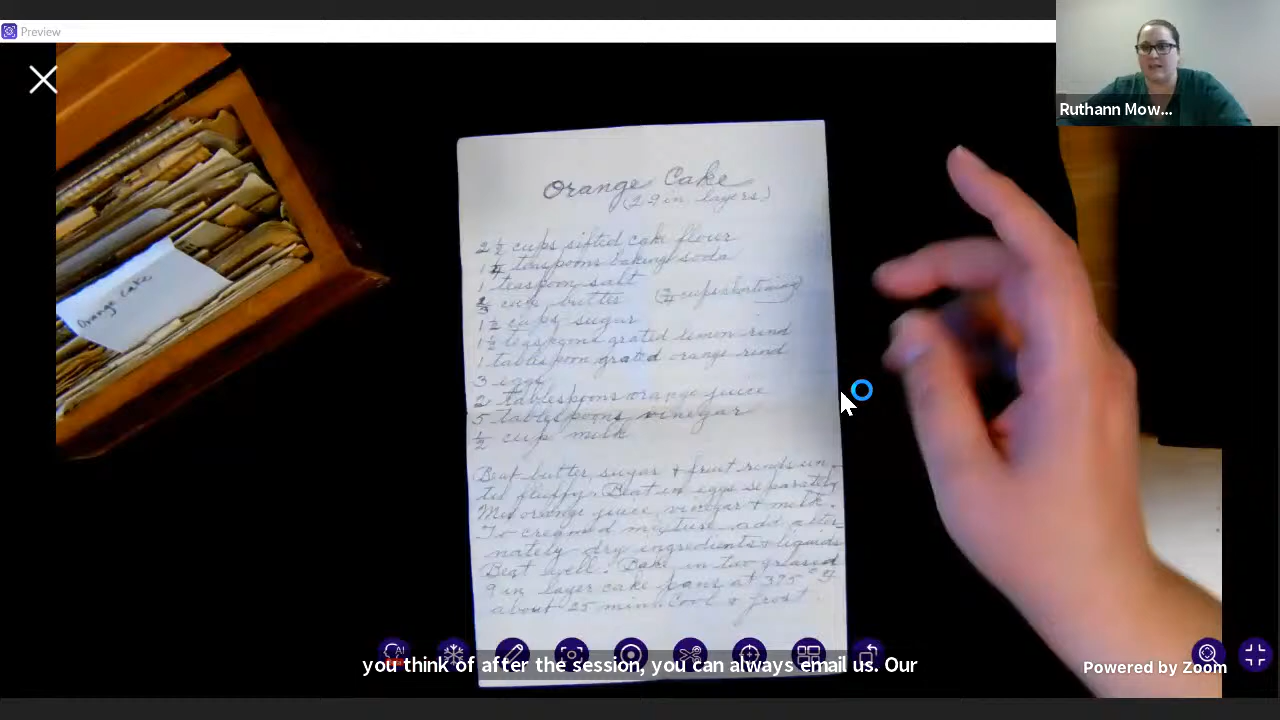 Preview
Ruthann Mow...
Orange Cake
Orange Cake
(2 9 in. layers)
2 1/2 cups sifted cake flour
1 1/4 teaspoons baking soda
1 teaspoon salt
2/3 cup butter (3/4 cup shortening)
1 1/2 cups sugar
1 1/2 teaspoons grated lemon rind
1 tablespoon grated orange rind
3 eggs
2 tablespoons orange juice
5 tablespoons vinegar
1/2 cup milk
Beat butter, sugar & fruit rinds un-
til fluffy. Beat in eggs separately.
Mix orange juice, vinegar & milk.
To creamed mixture add alter-
nately dry ingredients & liquids
Beat well. Bake in two greased
9 in layer cake pans at 375°
about 25 min. Cool & frost.
you think of after the session, you can always email us. Our
Powered by Zoom